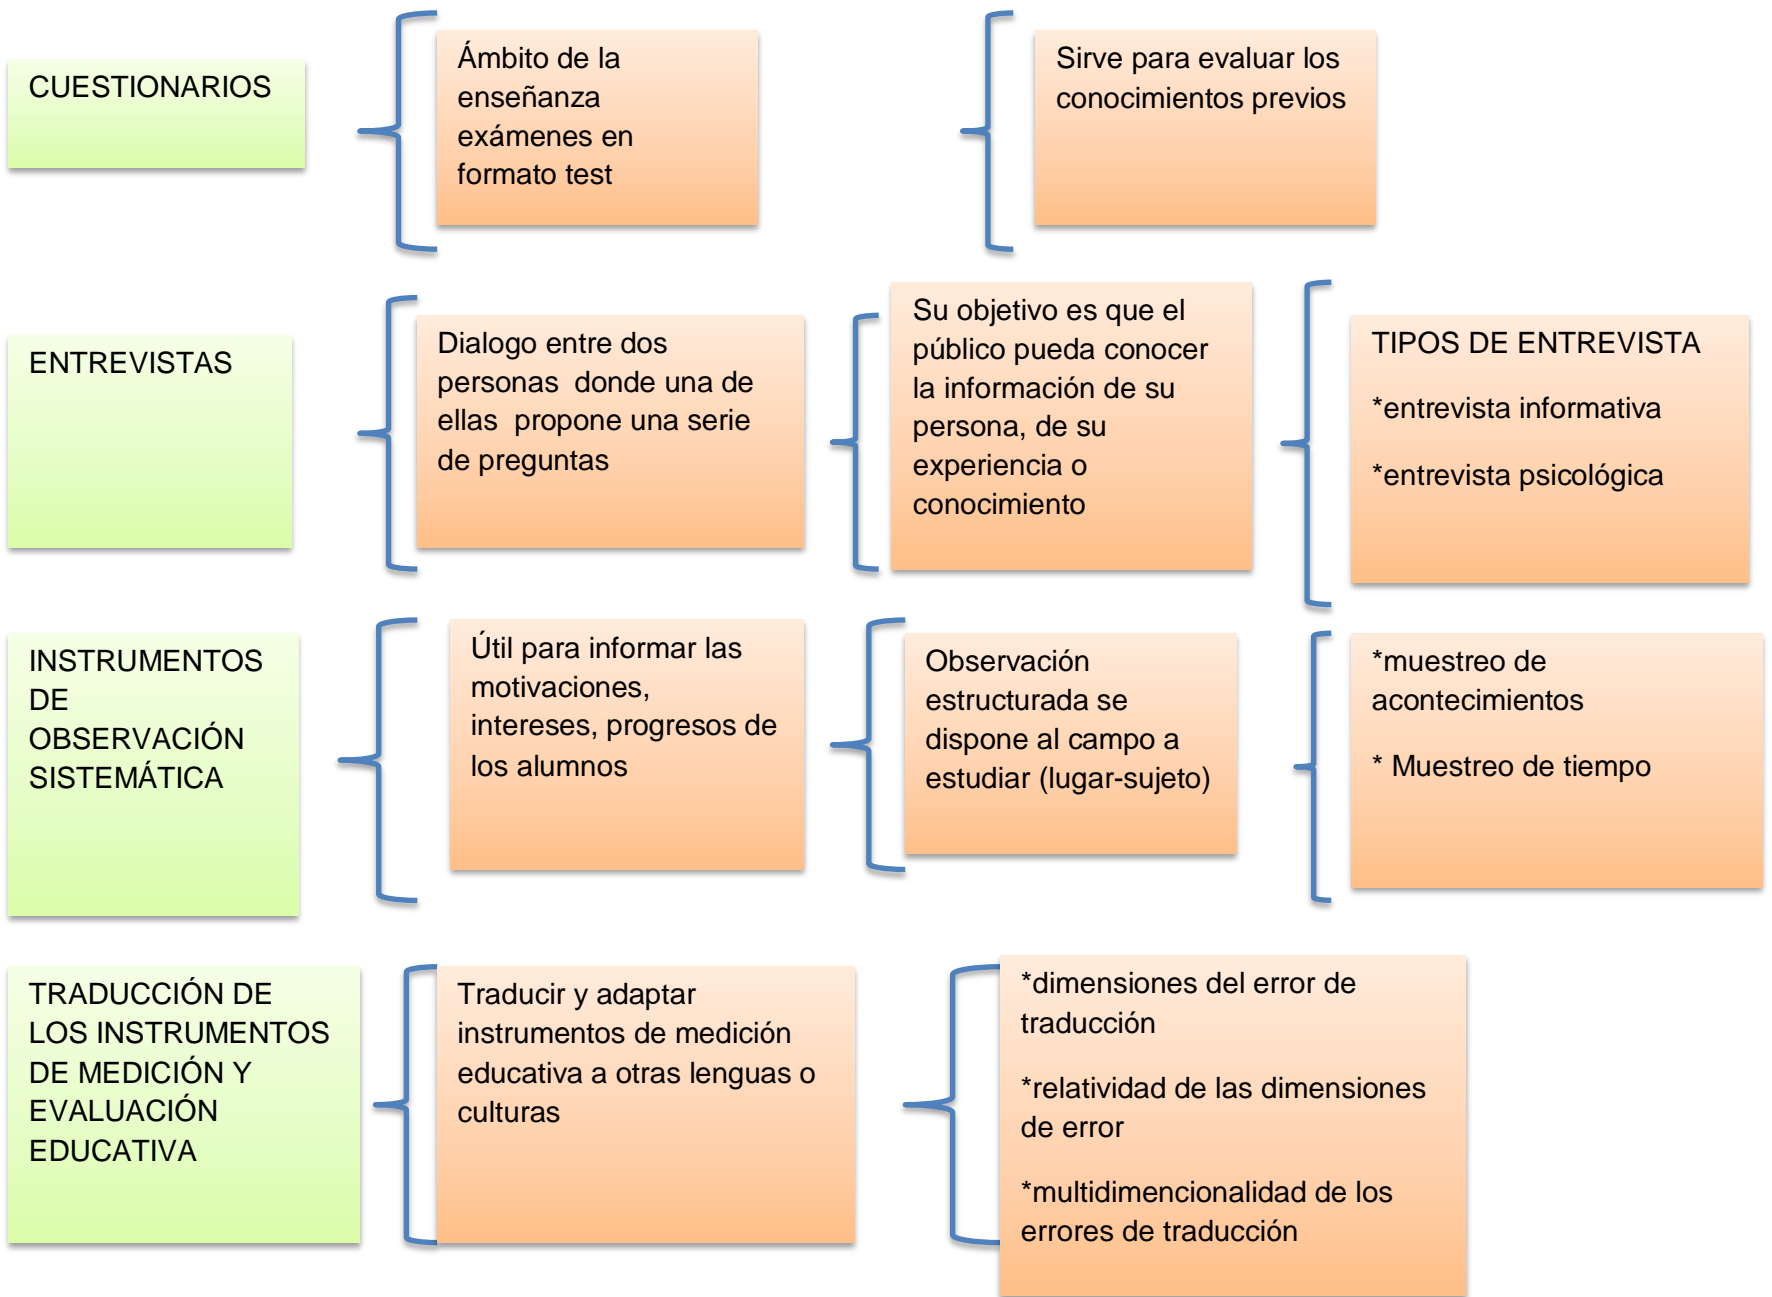 CUESTIONARIOS
Ámbito de la
enseñanza
exámenes en
formato test
Sirve para evaluar los
conocimientos previos
ENTREVISTAS
Dialogo entre dos
personas donde una de
ellas propone una serie
de preguntas
Su objetivo es que el
público pueda conocer
la información de su
persona, de su
experiencia o
conocimiento
TIPOS DE ENTREVISTA
*entrevista informativa
*entrevista psicológica
INSTRUMENTOS
DE
OBSERVACIÓN
SISTEMÁTICA
Útil para informar las
motivaciones,
intereses, progresos de
los alumnos
Observación
estructurada se
dispone al campo a
estudiar (lugar-sujeto)
*muestreo de
acontecimientos
* Muestreo de tiempo
TRADUCCIÓN DE
LOS INSTRUMENTOS
DE MEDICIÓN Y
EVALUACIÓN
EDUCATIVA
Traducir y adaptar
instrumentos de medición
educativa a otras lenguas o
culturas
*dimensiones del error de
traducción
*relatividad de las dimensiones
de error
*multidimencionalidad de los
errores de traducción